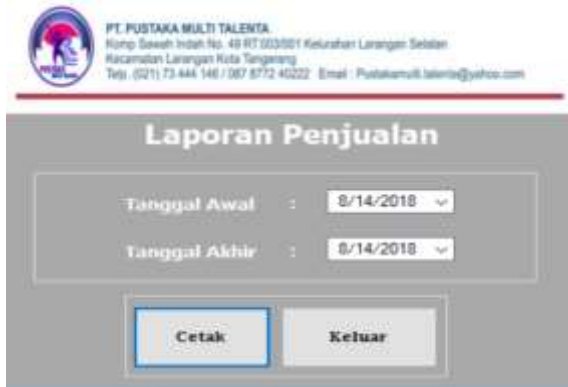 PT. PUSTAKA MULTI TALENTA
Komp Sawah Indah No. 49 RT.003/001 Kelurahan Larangan Selatan
Kecamatan Larangan Kota Tangerang
Telp. (021) 73 444 146 / 087 8772 40222 Email : Pustakamulti.talenta@yahoo.com
Laporan Penjualan
Tanggal Awal : 8/14/2018
Tanggal Akhir : 8/14/2018
Cetak Keluar